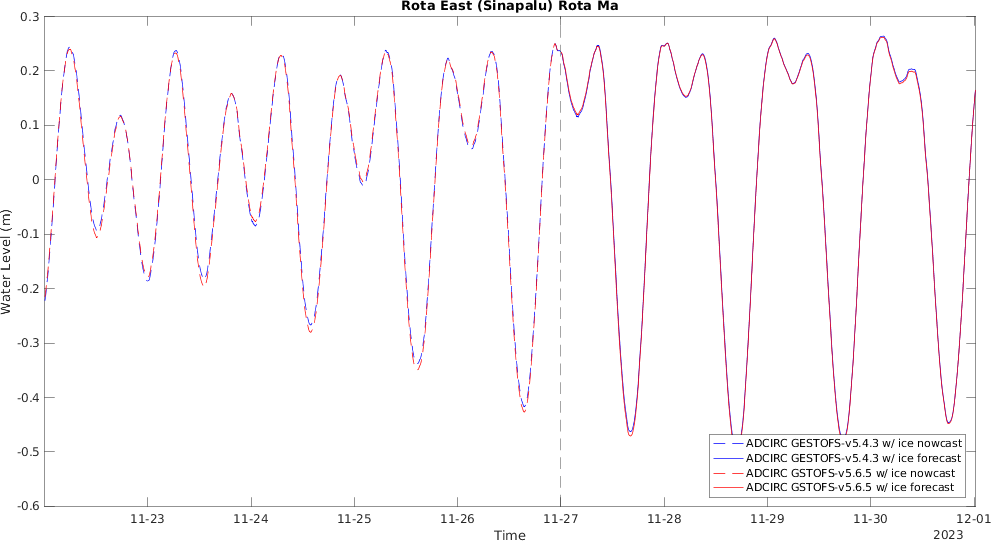 Rota East (Sinapalu) Rota Ma
0.3
0.2
0.1
0
-0.1
-0.2
-0.3
-0.4
-0.5
-0.6
Water Level (m)
ADCIRC GESTOFS-v5.4.3 w/ ice nowcast
ADCIRC GESTOFS-v5.4.3 w/ ice forecast
ADCIRC GSTOFS-v5.6.5 w/ ice nowcast
ADCIRC GSTOFS-v5.6.5 w/ ice forecast
11-23 11-24 11-25 11-26 11-27 11-28 11-29 11-30 12-01
Time
2023